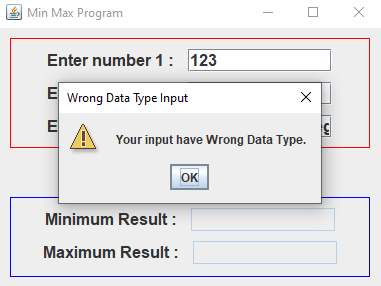 Min Max Program
Enter number 1 :
123
Wrong Data Type Input
Your input have Wrong Data Type.
OK
Minimum Result :
Maximum Result :